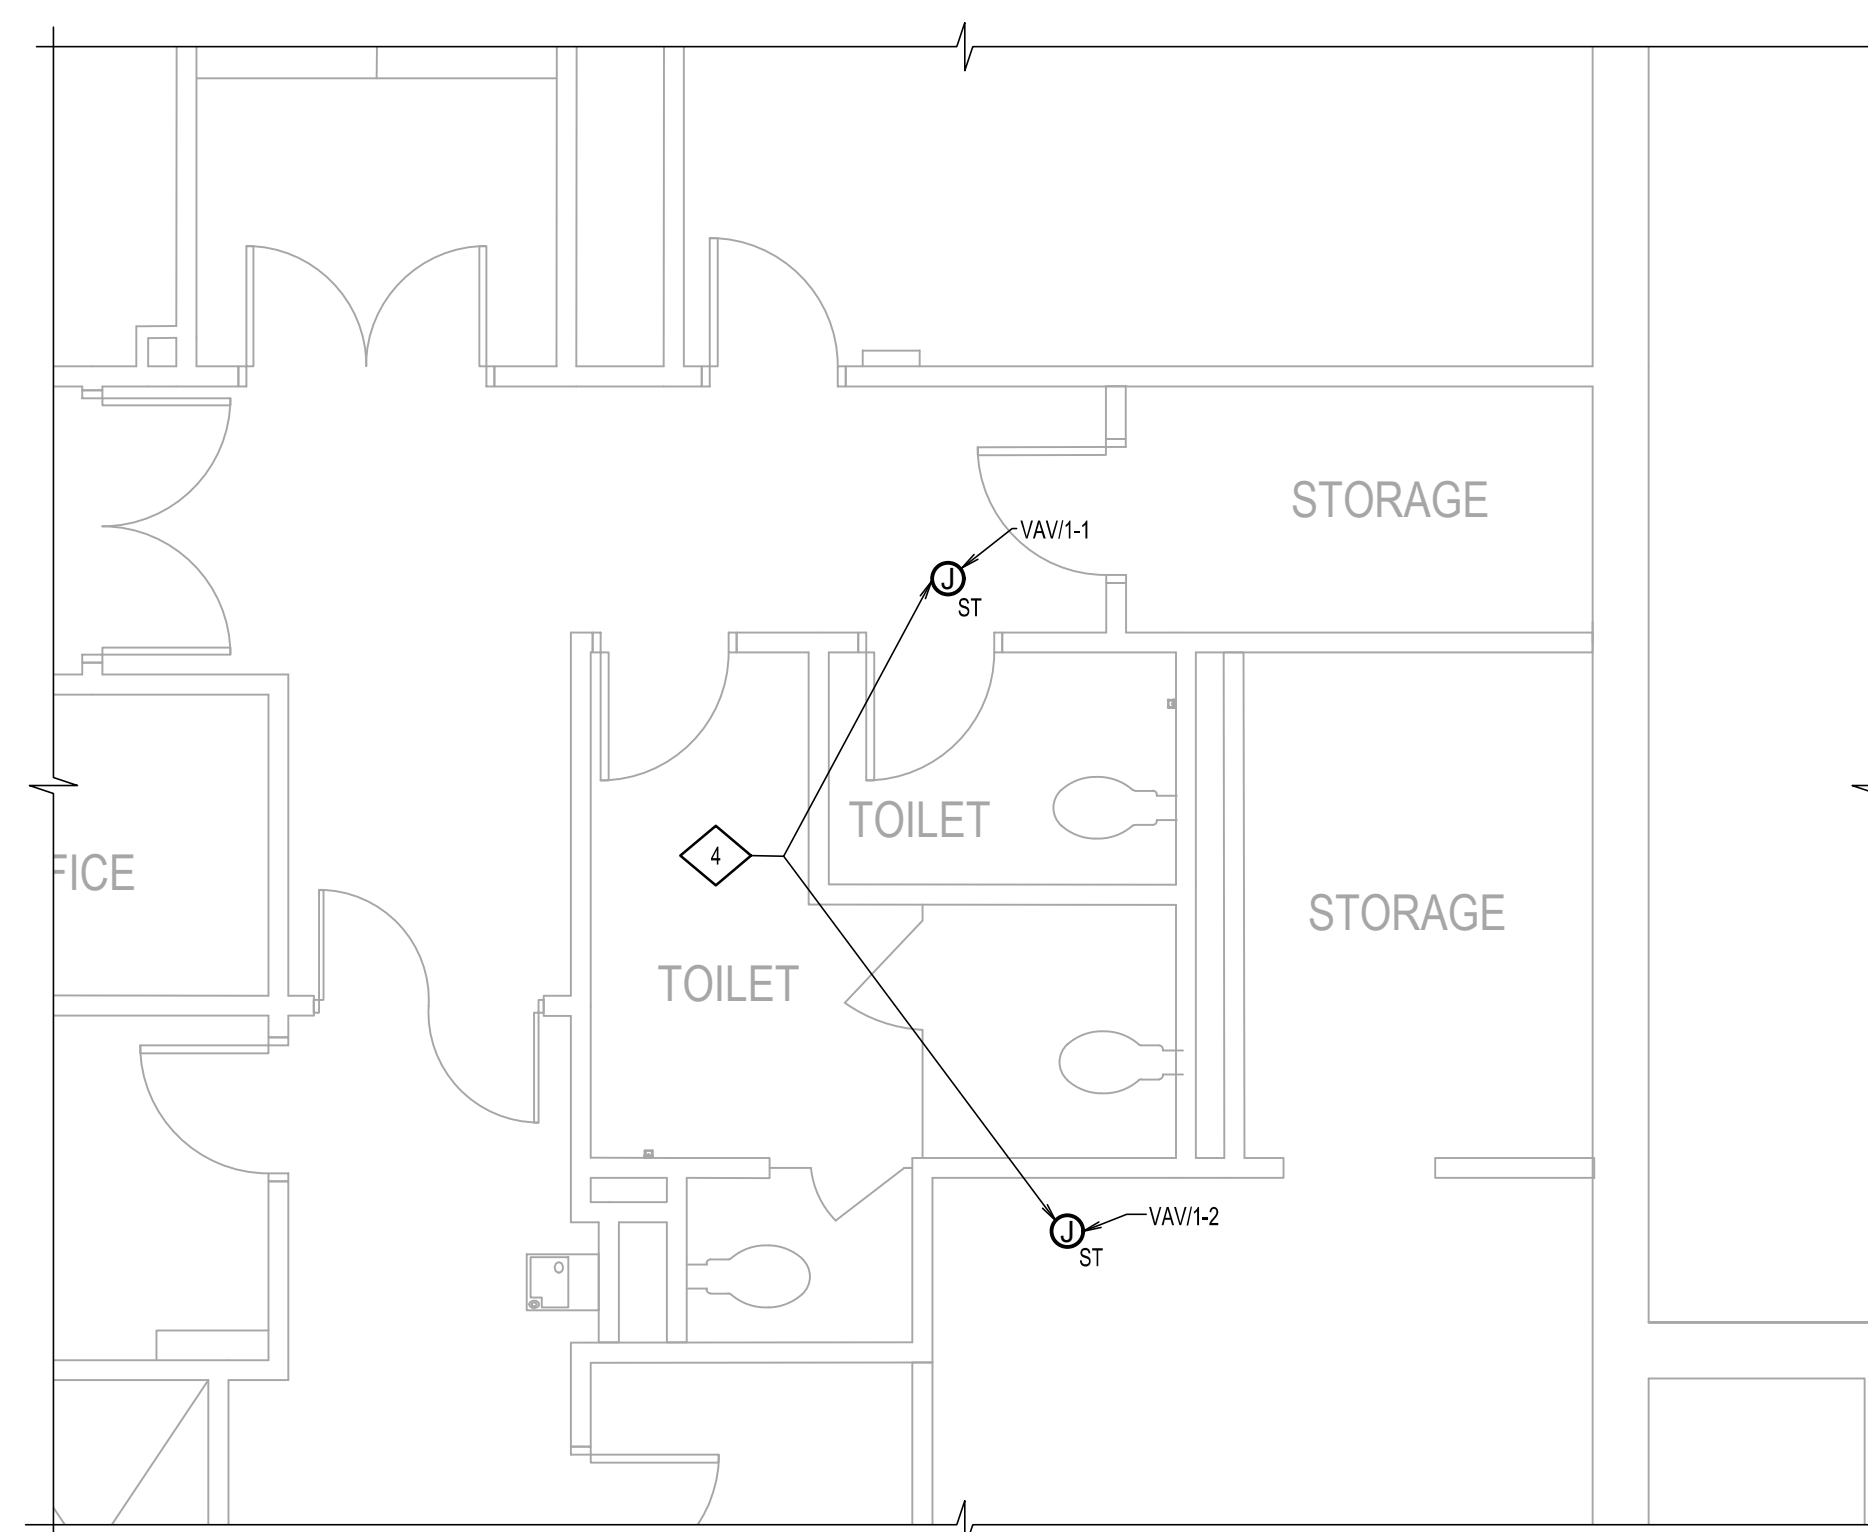 STORAGE
VAV/1-1
J
ST
TOILET
4
FICE
STORAGE
TOILET
VAV/1-2
J
ST